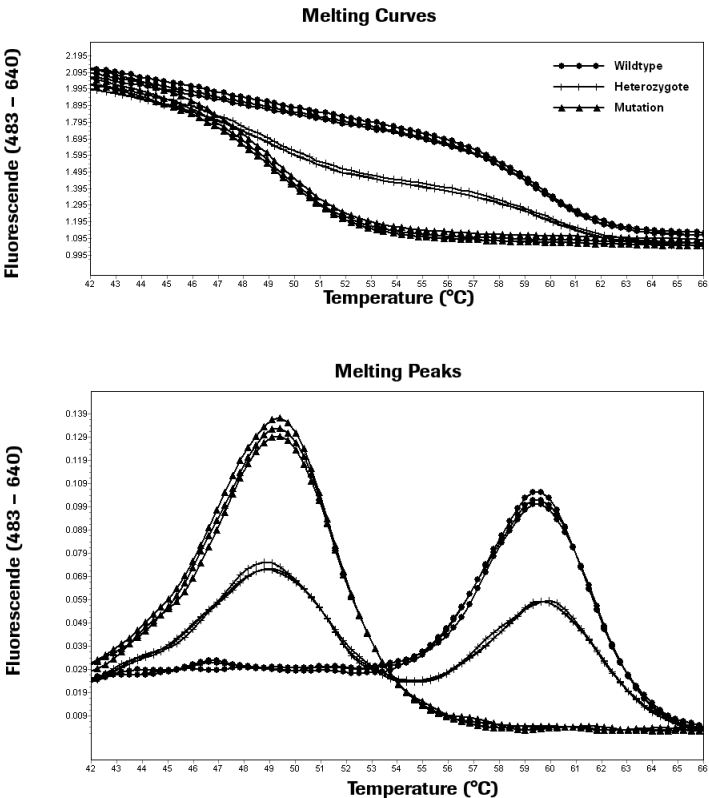 Melting Curves
Fluorescende (483 – 640)
2.195
2.095
1.995
1.895
1.795
1.695
1.595
1.495
1.395
1.295
1.195
1.095
0.995
Wildtype
Heterozygote
Mutation
42 43 44 45 46 47 48 49 50 51 52 53 54 55 56 57 58 59 60 61 62 63 64 65 66
Temperature (°C)
Melting Peaks
Fluorescende (483 – 640)
0.139
0.129
0.119
0.109
0.099
0.089
0.079
0.069
0.059
0.049
0.039
0.029
0.019
0.009
42 43 44 45 46 47 48 49 50 51 52 53 54 55 56 57 58 59 60 61 62 63 64 65 66
Temperature (°C)